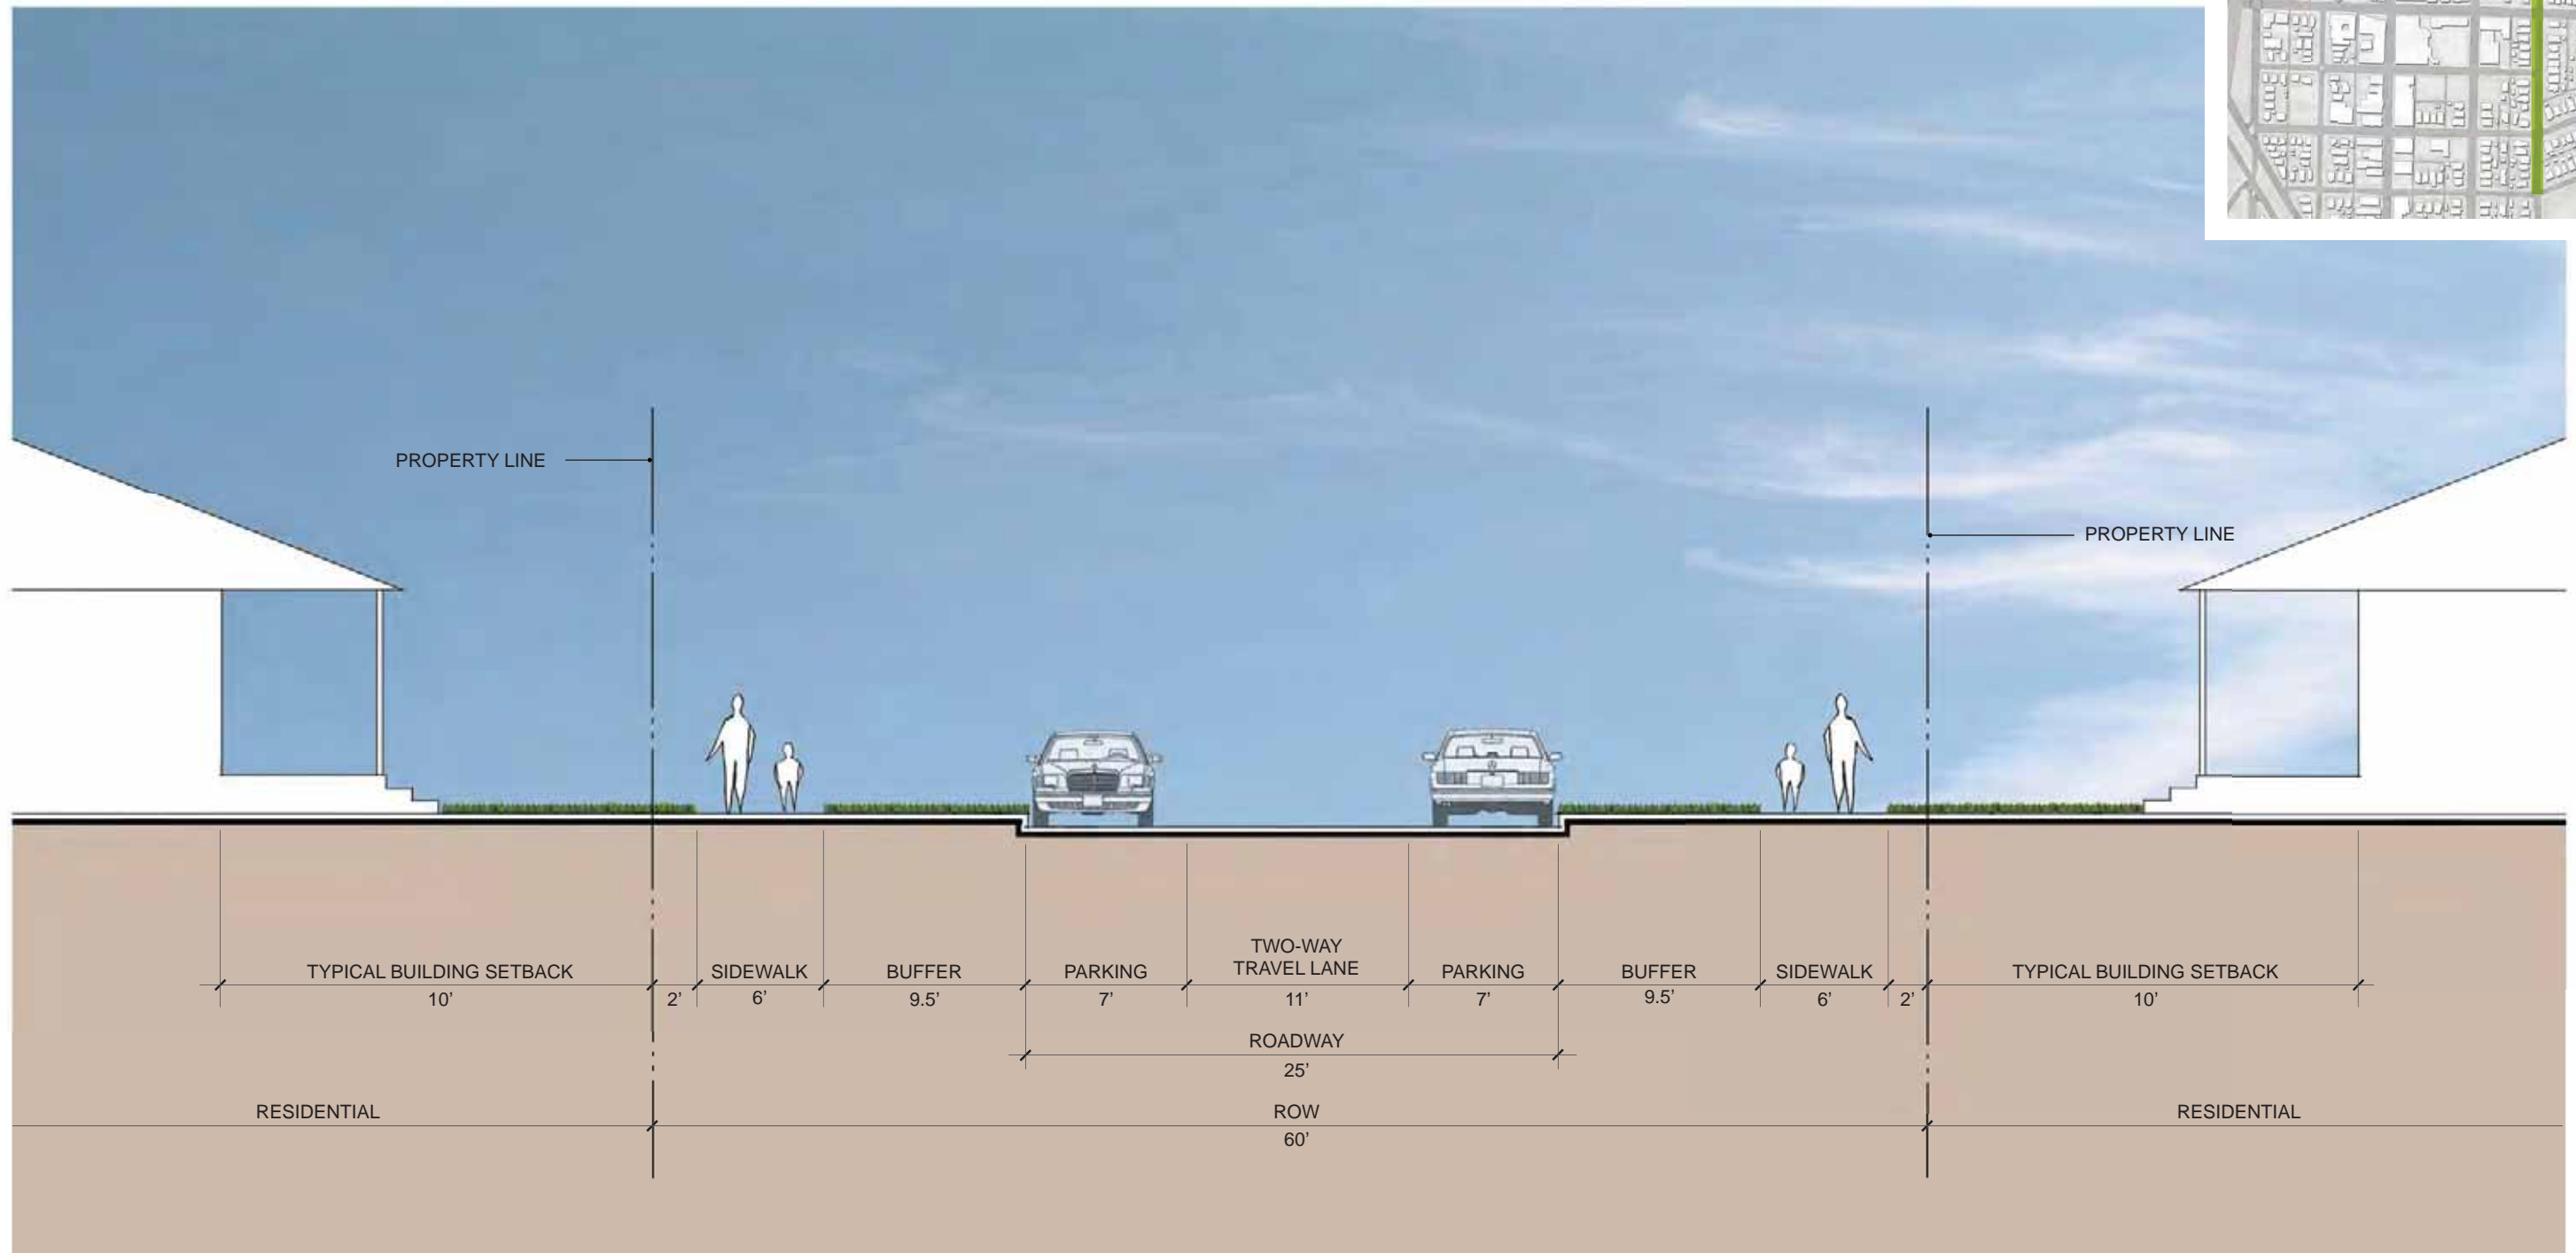 PROPERTY LINE
PROPERTY LINE
TYPICAL BUILDING SETBACK
10’
2’
SIDEWALK
6’
BUFFER
9.5’
PARKING
7’
TWO-WAY
TRAVEL LANE
11’
PARKING
7’
BUFFER
9.5’
SIDEWALK
6’
2’
TYPICAL BUILDING SETBACK
10’
ROADWAY
25’
RESIDENTIAL
ROW
60’
RESIDENTIAL